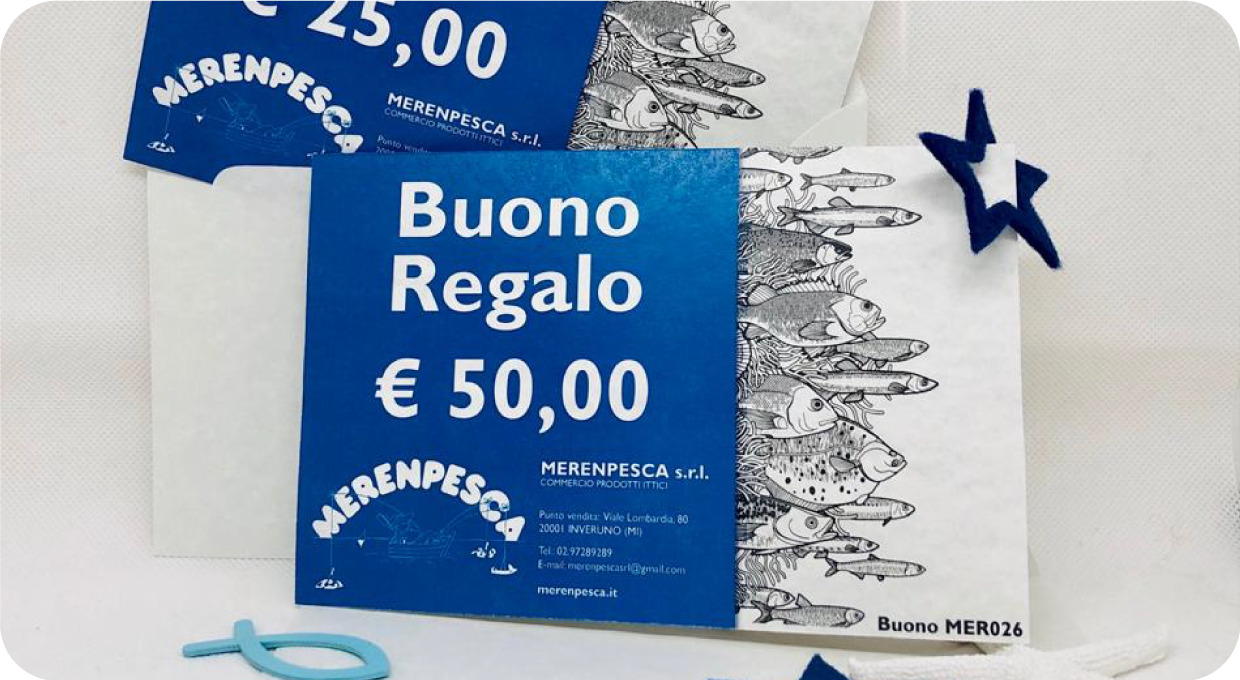 € 25,00
MERENPESCA
MERENPESCA s.r.l.
COMMERCIO PRODOTTI ITTICI
Punto
Buono
Regalo
€ 50,00
MERENPESCA
MERENPESCA s.r.l.
COMMERCIO PRODOTTI ITTICI
Punto vendita: Viale Lombardia, 80
20001 INVERUNO (MI)
Tel.: 02.97289289
E-mail: merenpescasrl@gmail.com
merenpesca.it
Buono MER026